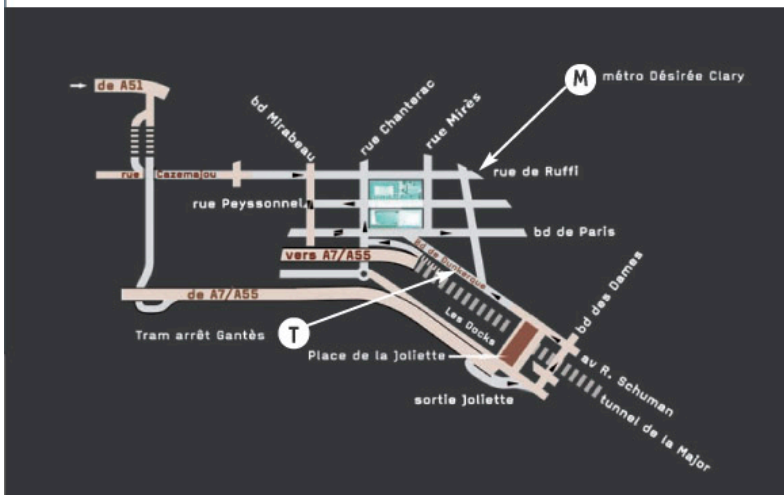 de A51
bd Mirabeau
rue Chanterac
rue Mirès
M
métro Désirée Clary
rue Cazemajou
rue de Ruffi
rue Peyssonnel
bd de Paris
vers A7/A55
Bd de Dunkerque
de A7/A55
Les Docks
bd des Dames
Tram arrêt Gantès
T
Place de la Joliette
av R. Schuman
sortie Joliette
tunnel de la Major